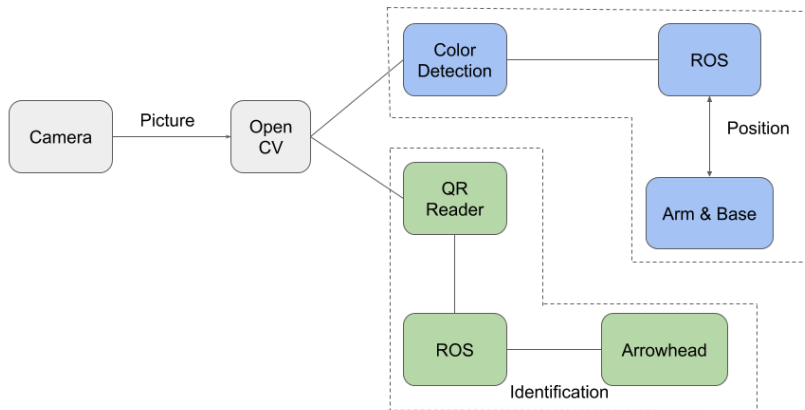 Camera
Picture
Open
CV
Color
Detection
ROS
Position
Arm & Base
QR
Reader
ROS
Arrowhead
Identification